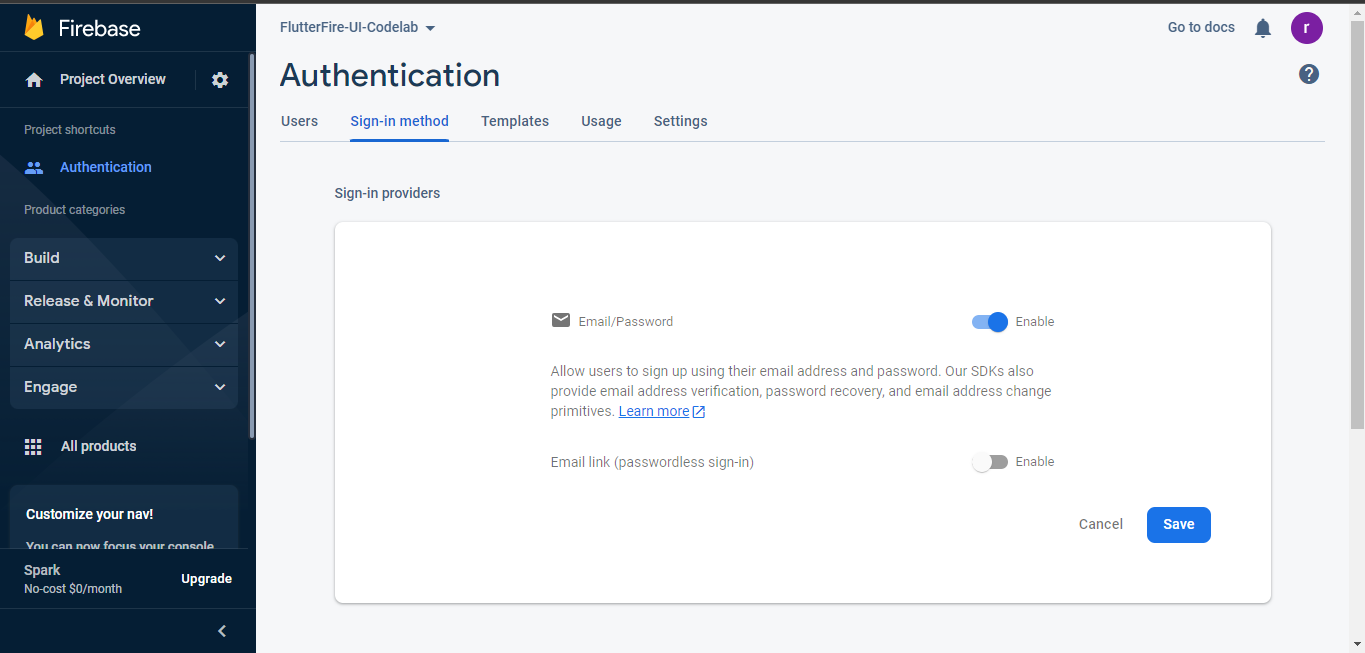 Firebase
Project Overview
Project shortcuts
Authentication
Product categories
Build
Release & Monitor
Analytics
Engage
All products
Customize your nav!
You can now focus your console
Spark
No-cost $0/month
Upgrade
FlutterFire-UI-Codelab
Go to docs
r
Authentication
?
Users Sign-in method Templates Usage Settings
Sign-in providers
Email/Password Enable
Allow users to sign up using their email address and password. Our SDKs also
provide email address verification, password recovery, and email address change
primitives. Learn more
Email link (passwordless sign-in) Enable
Cancel Save